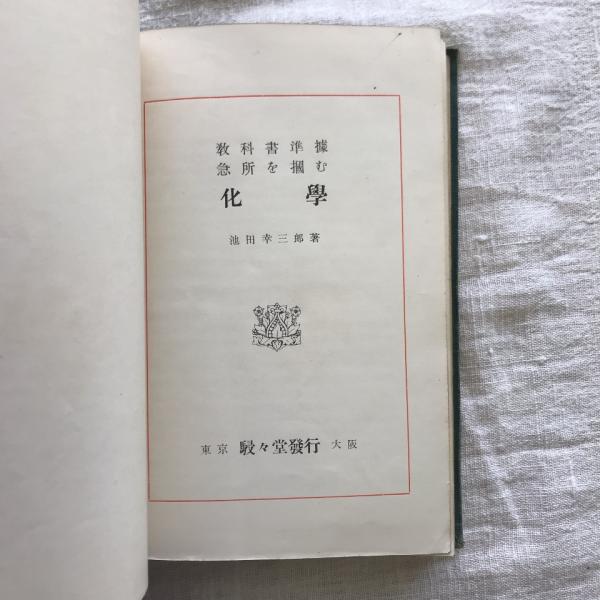 敎科書準據
急所を摑む
化學
池田幸三郎著
東京 駸々堂發行 大阪